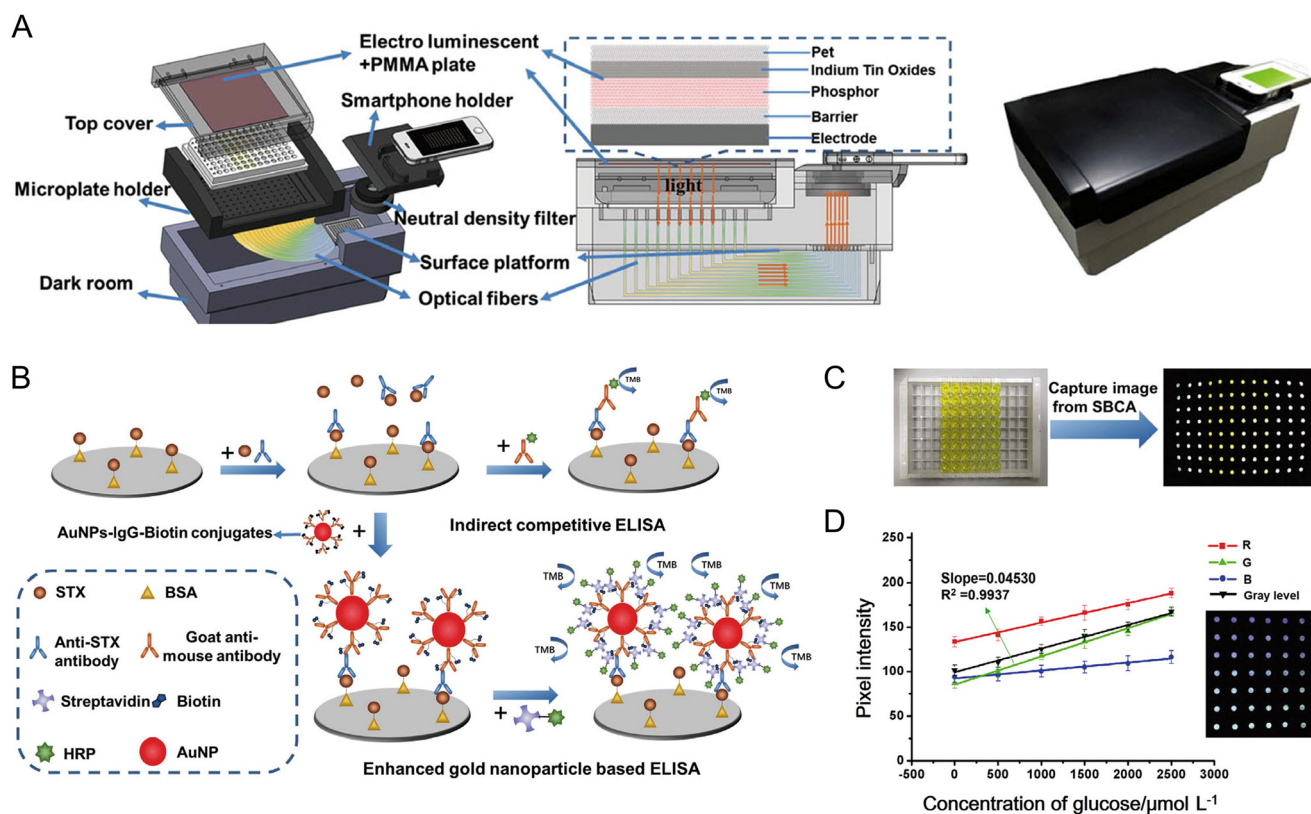 A
Electro luminescent
+PMMA plate
Smartphone holder
Top cover
Microplate holder
Neutral density filter
Surface platform
Dark room
Optical fibers
Pet
Indium Tin Oxides
Phosphor
Barrier
Electrode
light
B
TMB
TMB
+
+
AuNPs-IgG-Biotin conjugates
+
Indirect competitive ELISA
STX
BSA
Anti-STX
antibody
Goat anti-
mouse antibody
Streptavidin
Biotin
HRP
AuNP
TMB
TMB
TMB
TMB
TMB
TMB
+
Enhanced gold nanoparticle based ELISA
C
Capture image
from SBCA
D
Pixel intensity
250
200
150
100
50
0
Slope=0.04530
R² =0.9937
R
G
B
Gray level
-500
0
500
1000
1500
2000
2500
3000
Concentration of glucose/µmol L⁻¹